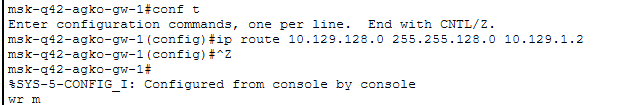 msk-q42-agko-gw-1#conf t
Enter configuration commands, one per line.  End with CNTL/Z.
msk-q42-agko-gw-1(config)#ip route 10.129.128.0 255.255.128.0 10.129.1.2
msk-q42-agko-gw-1(config)#^Z
msk-q42-agko-gw-1#
%SYS-5-CONFIG_I: Configured from console by console
wr m